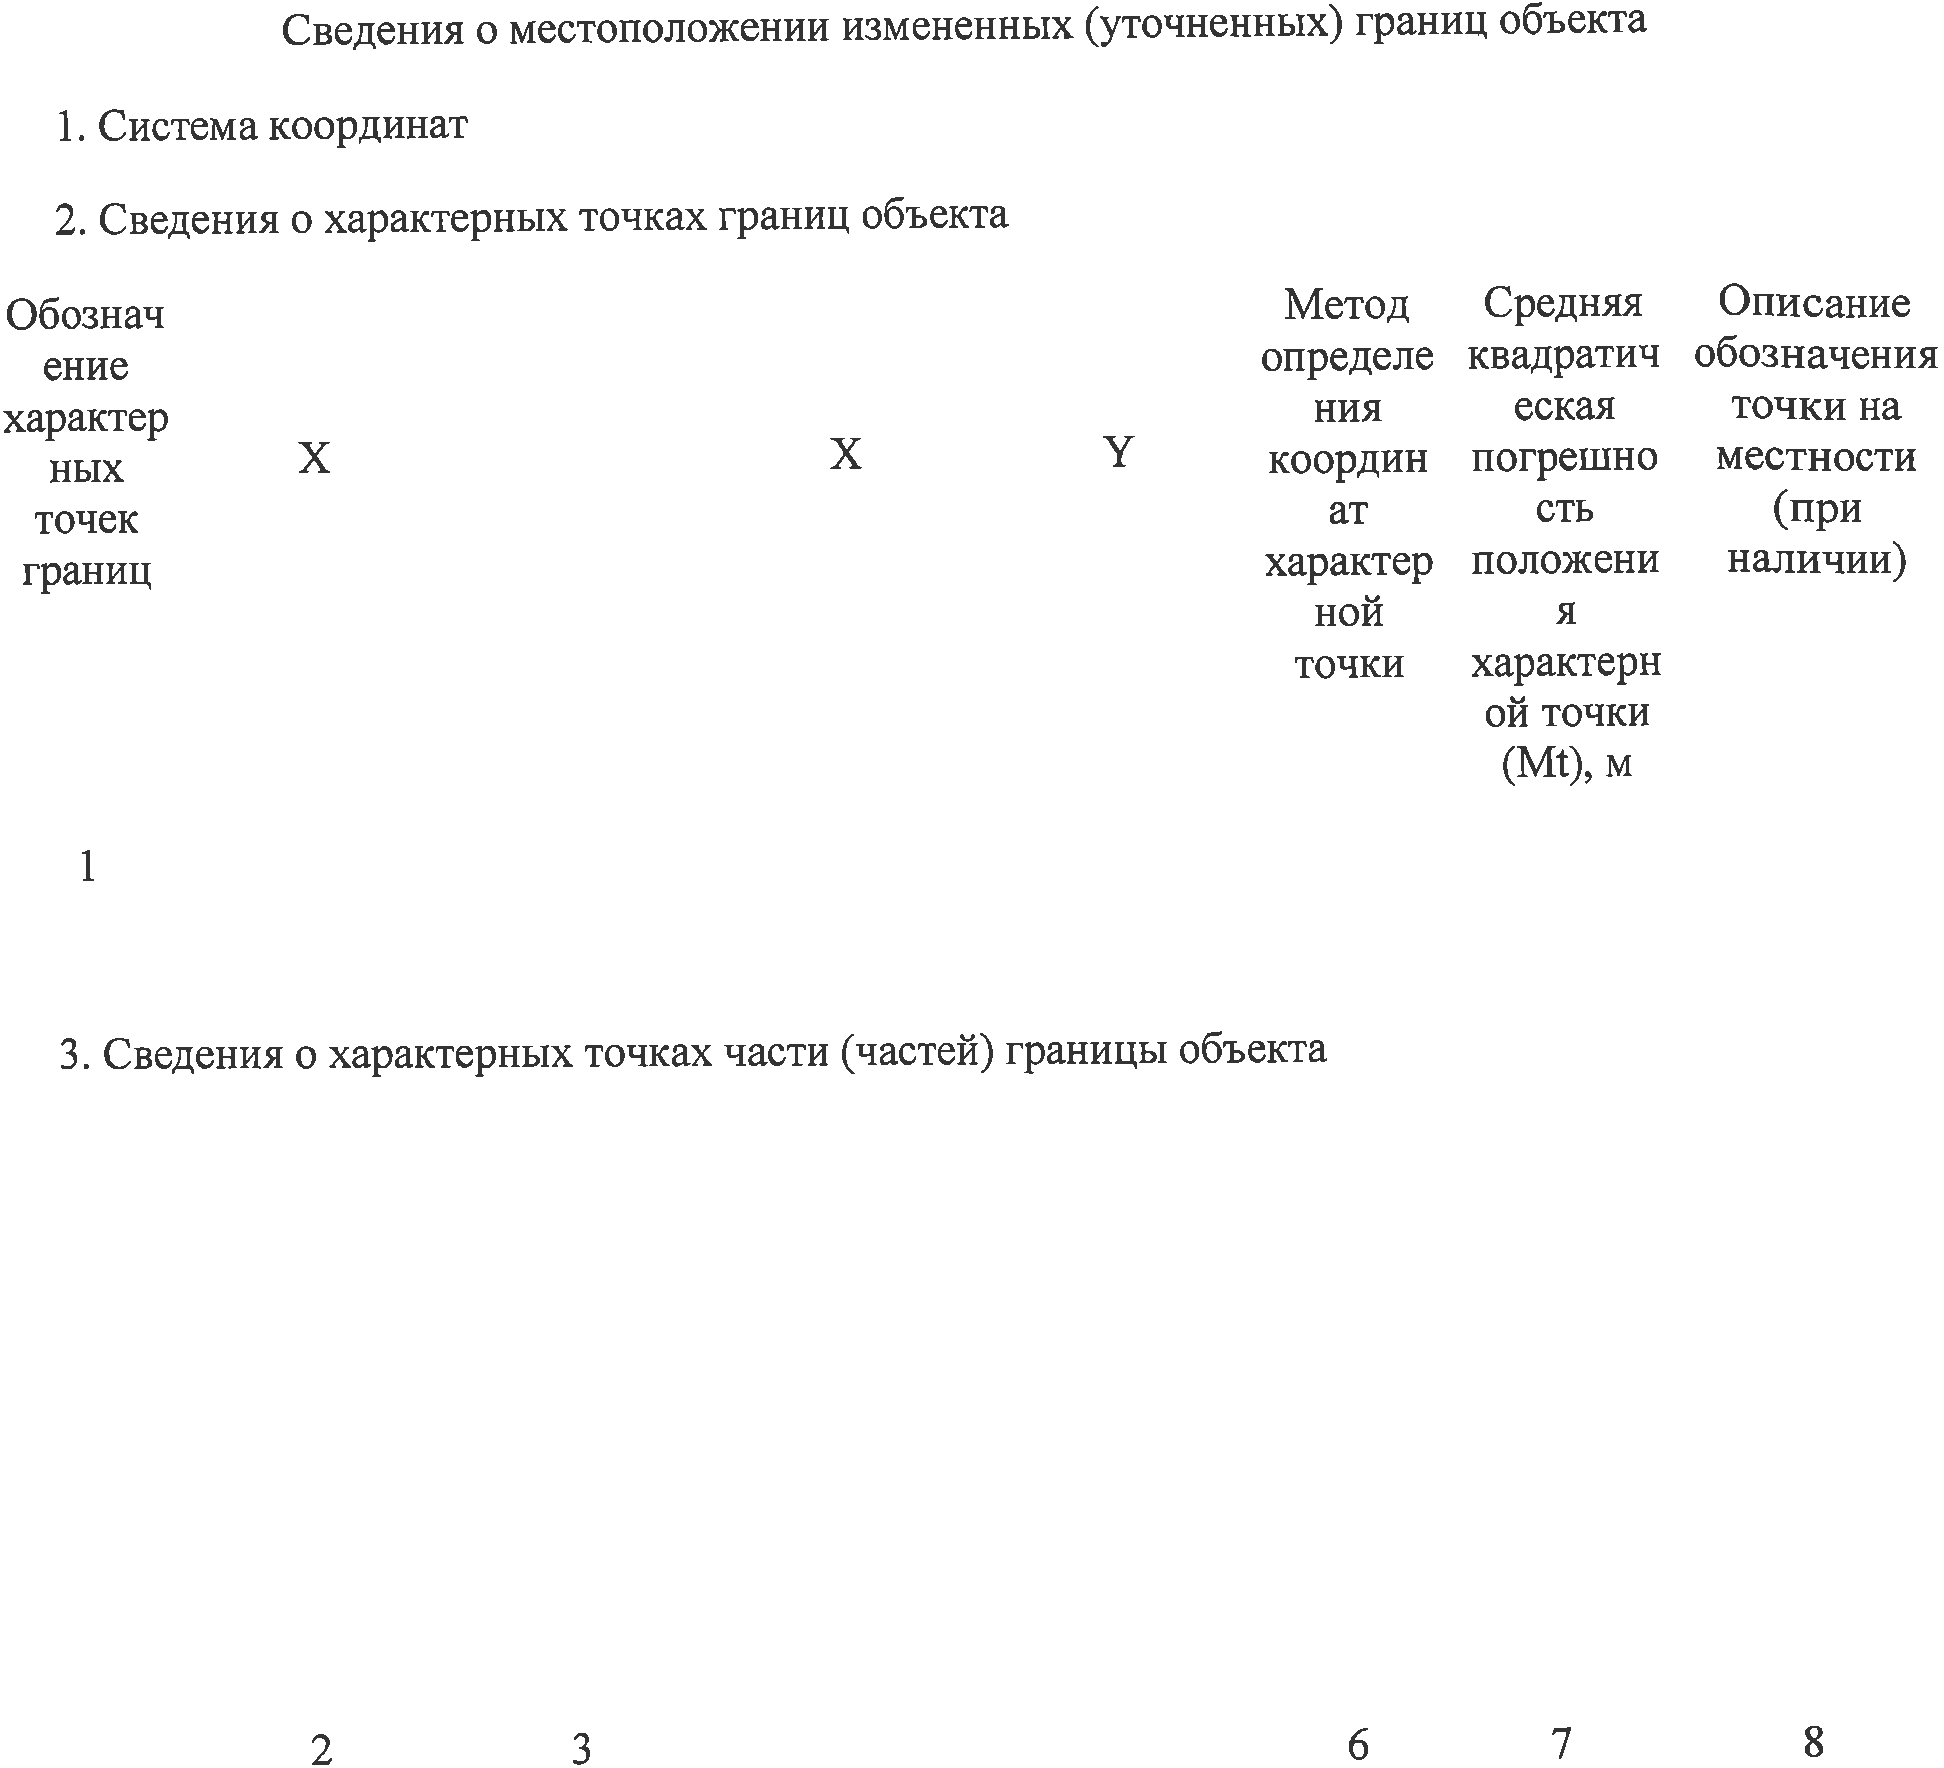 Сведения о местоположении измененных (уточненных) границ объекта
1. Система координат
2. Сведения о характерных точках границ объекта
Обознач
ение
характер
ных
точек
границ
X
X
Y
Метод
определе
ния
координ
ат
характер
ной
точки
Средняя
квадратич
еская
погрешно
сть
положени
я
характерн
ой точки
(Mt), м
Описание
обозначения
точки на
местности
(при
наличии)
1
3. Сведения о характерных точках части (частей) границы объекта
2
3
6
7
8